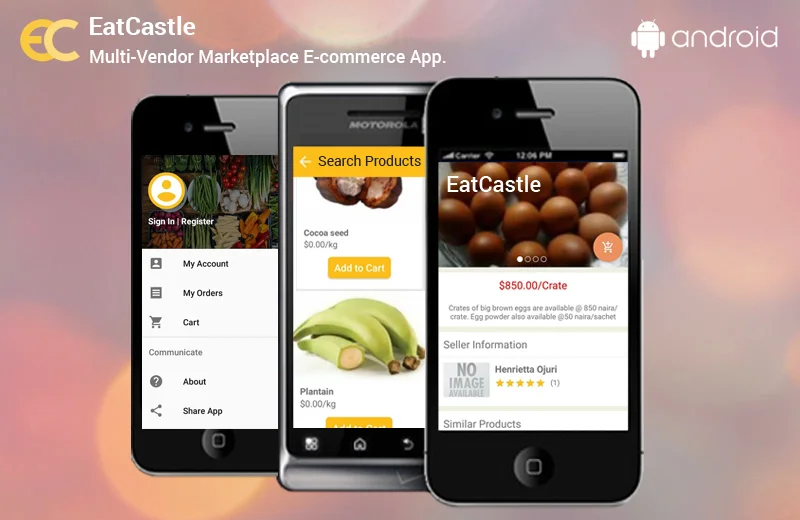 EC
EatCastle
Multi-Vendor Marketplace E-commerce App.
android
Sign In | Register
My Account
My Orders
Cart
Communicate
About
Share App
MOTOROLA
Search Products
Cocoa seed
$0.00/kg
Add to Cart
Plantain
$0.00/kg
Add to Cart
Carrier
12:06 PM
EatCastle
$850.00/Crate
Crates of big brown eggs are available @ 850 naira/
crate. Egg powder also available @50 naira/sachet
Seller Information
NO
IMAGE
AVAILABLE
Henrietta Ojuri
(1)
Similar Products